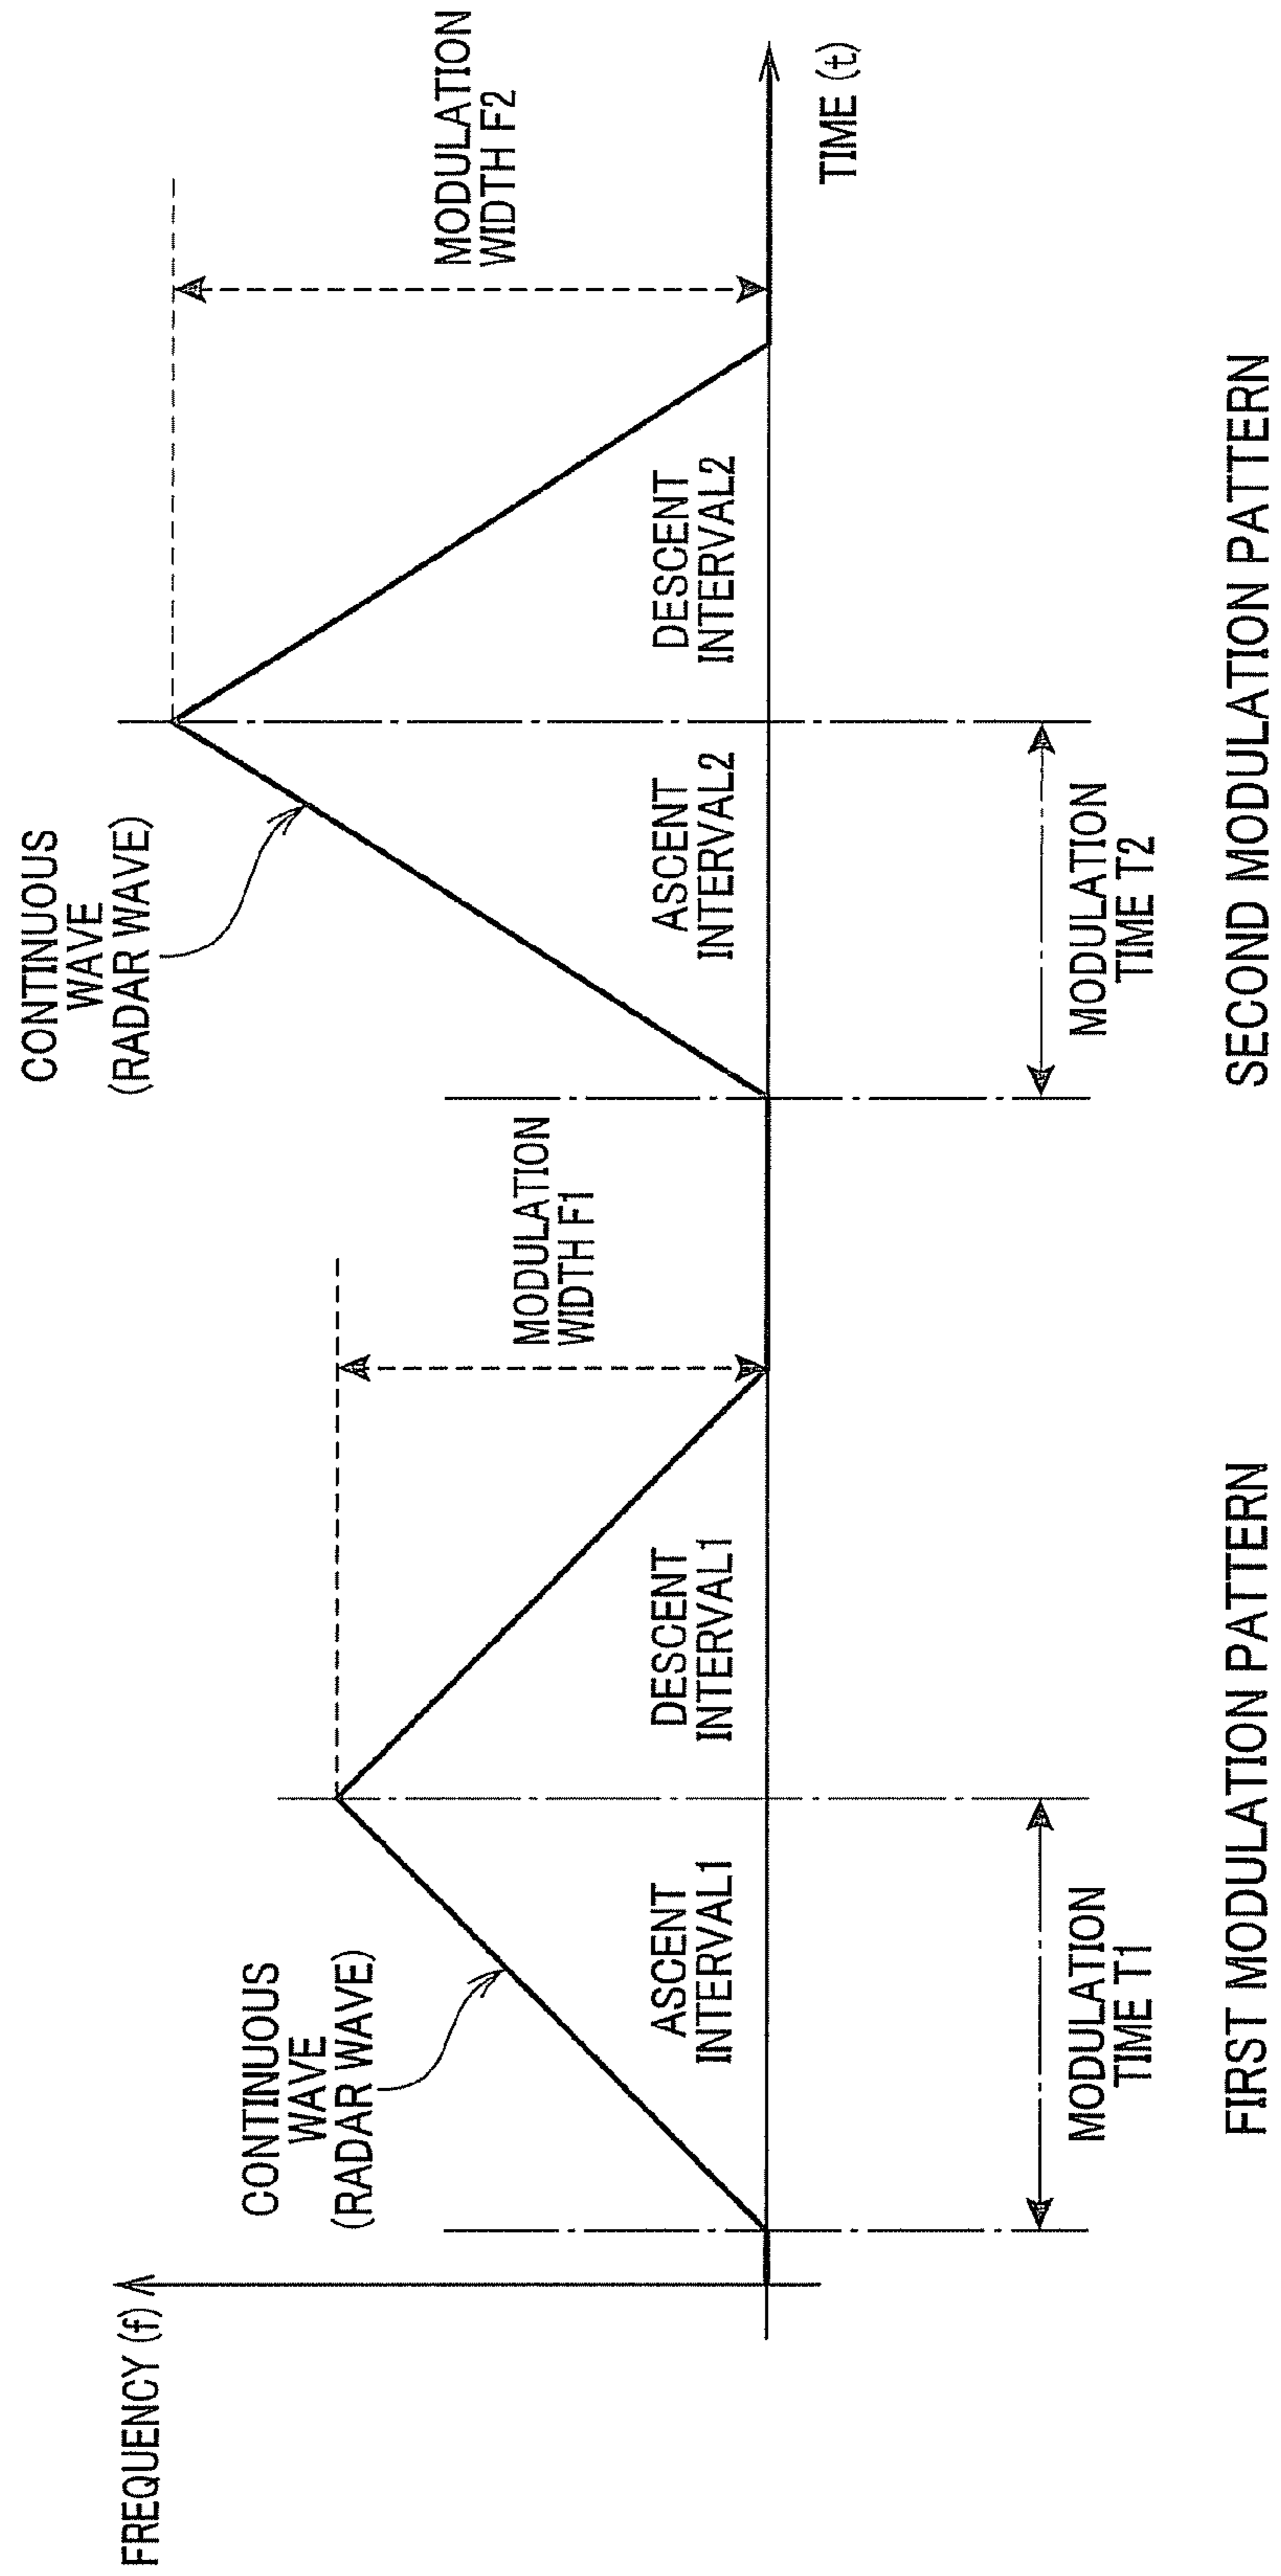 FREQUENCY (f)
CONTINUOUS
WAVE
(RADAR WAVE)
ASCENT
INTERVAL1
DESCENT
INTERVAL1
MODULATION
WIDTH F1
MODULATION
TIME T1
FIRST MODULATION PATTERN
CONTINUOUS
WAVE
(RADAR WAVE)
ASCENT
INTERVAL2
DESCENT
INTERVAL2
MODULATION
WIDTH F2
TIME (t)
MODULATION
TIME T2
SECOND MODULATION PATTERN